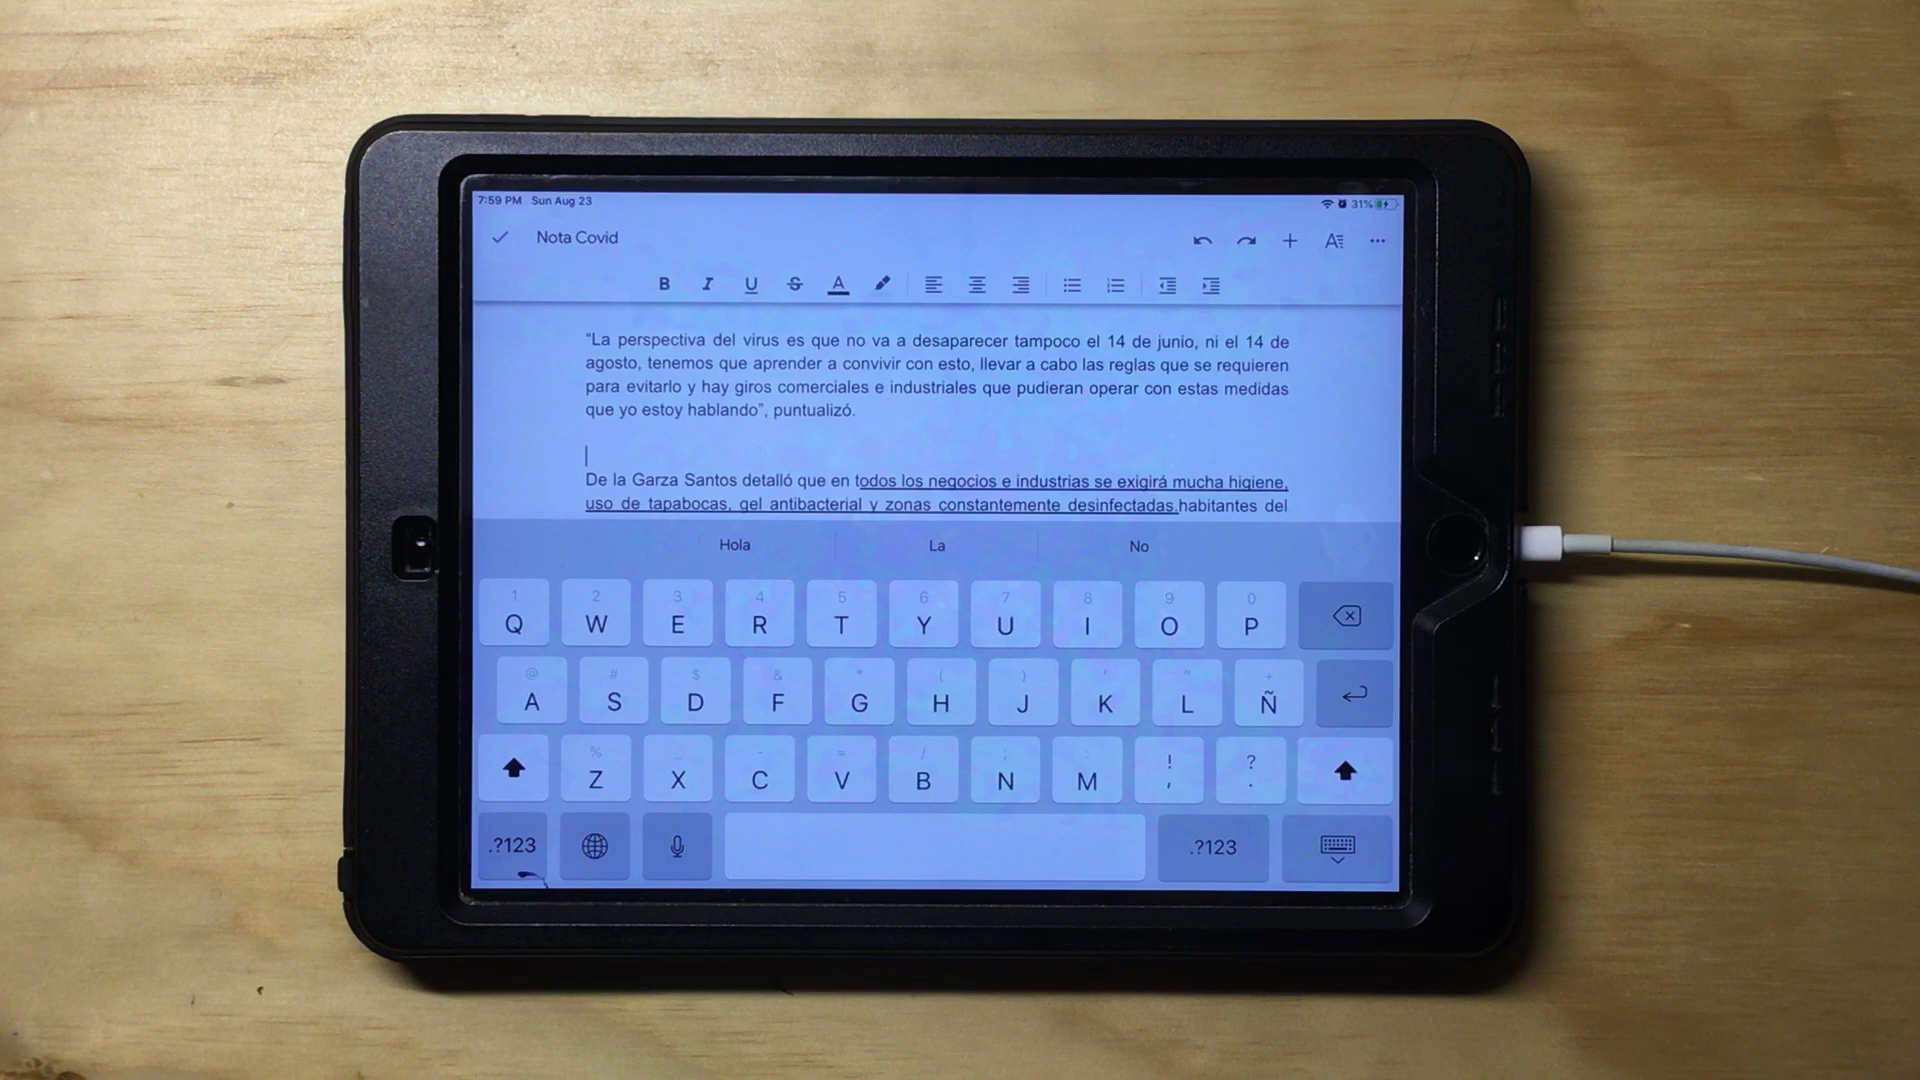 7:59 PM Sun Aug 23 31%
Nota Covid
B I U S A
“La perspectiva del virus es que no va a desaparecer tampoco el 14 de junio, ni el 14 de
agosto, tenemos que aprender a convivir con esto, llevar a cabo las reglas que se requieren
para evitarlo y hay giros comerciales e industriales que pudieran operar con estas medidas
que yo estoy hablando”, puntualizó.
De la Garza Santos detalló que en todos los negocios e industrias se exigirá mucha higiene,
uso de tapabocas, gel antibacterial y zonas constantemente desinfectadas.habitantes del
Hola La No
1 2 3 4 5 6 7 8 9 0
Q W E R T Y U I O P
@ # $ & * ( ) ' " +
A S D F G H J K L Ñ
% _ - = / ; : ! ?
Z X C V B N M , .
.?123 .?123